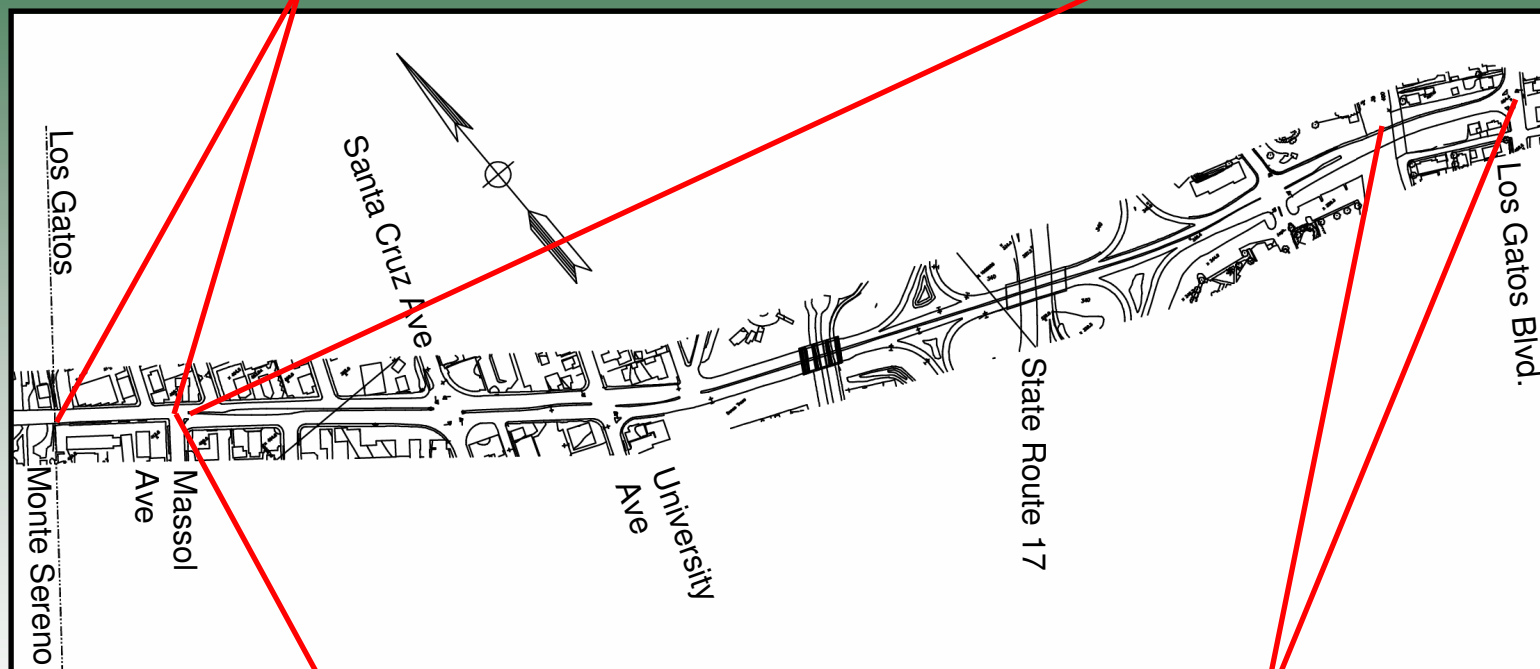 Los Gatos
Monte Sereno
Massol
Ave
Santa Cruz Ave
University
Ave
State Route 17
Los Gatos Blvd.